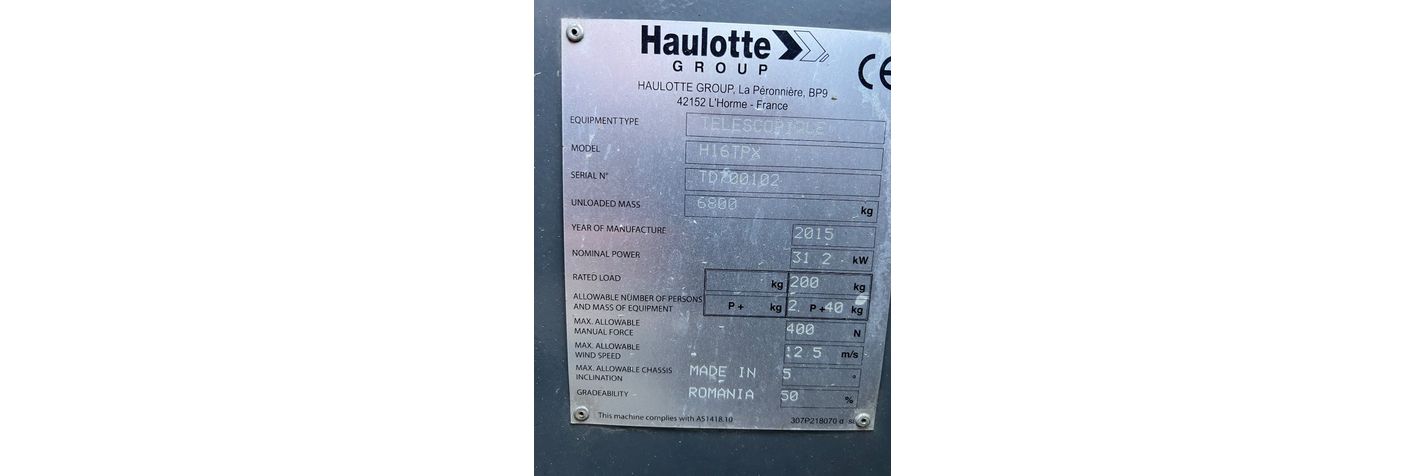 Haulotte
GROUP
HAULOTTE GROUP, La Péronnière, BP9
42152 L'Horme - France
CE
EQUIPMENT TYPE TELESCOPIQUE
MODEL H16TPX
SERIAL N° TD700102
UNLOADED MASS 6800 kg
YEAR OF MANUFACTURE 2015
NOMINAL POWER 31 2 kW
RATED LOAD kg 200 kg
ALLOWABLE NUMBER OF PERSONS
AND MASS OF EQUIPMENT P + kg 2 P + 40 kg
MAX. ALLOWABLE
MANUAL FORCE 400 N
MAX. ALLOWABLE
WIND SPEED 12 5 m/s
MAX. ALLOWABLE CHASSIS
INCLINATION MADE IN 5 °
GRADEABILITY ROMANIA 50 %
This machine complies with AS1418.10 307P218070 d